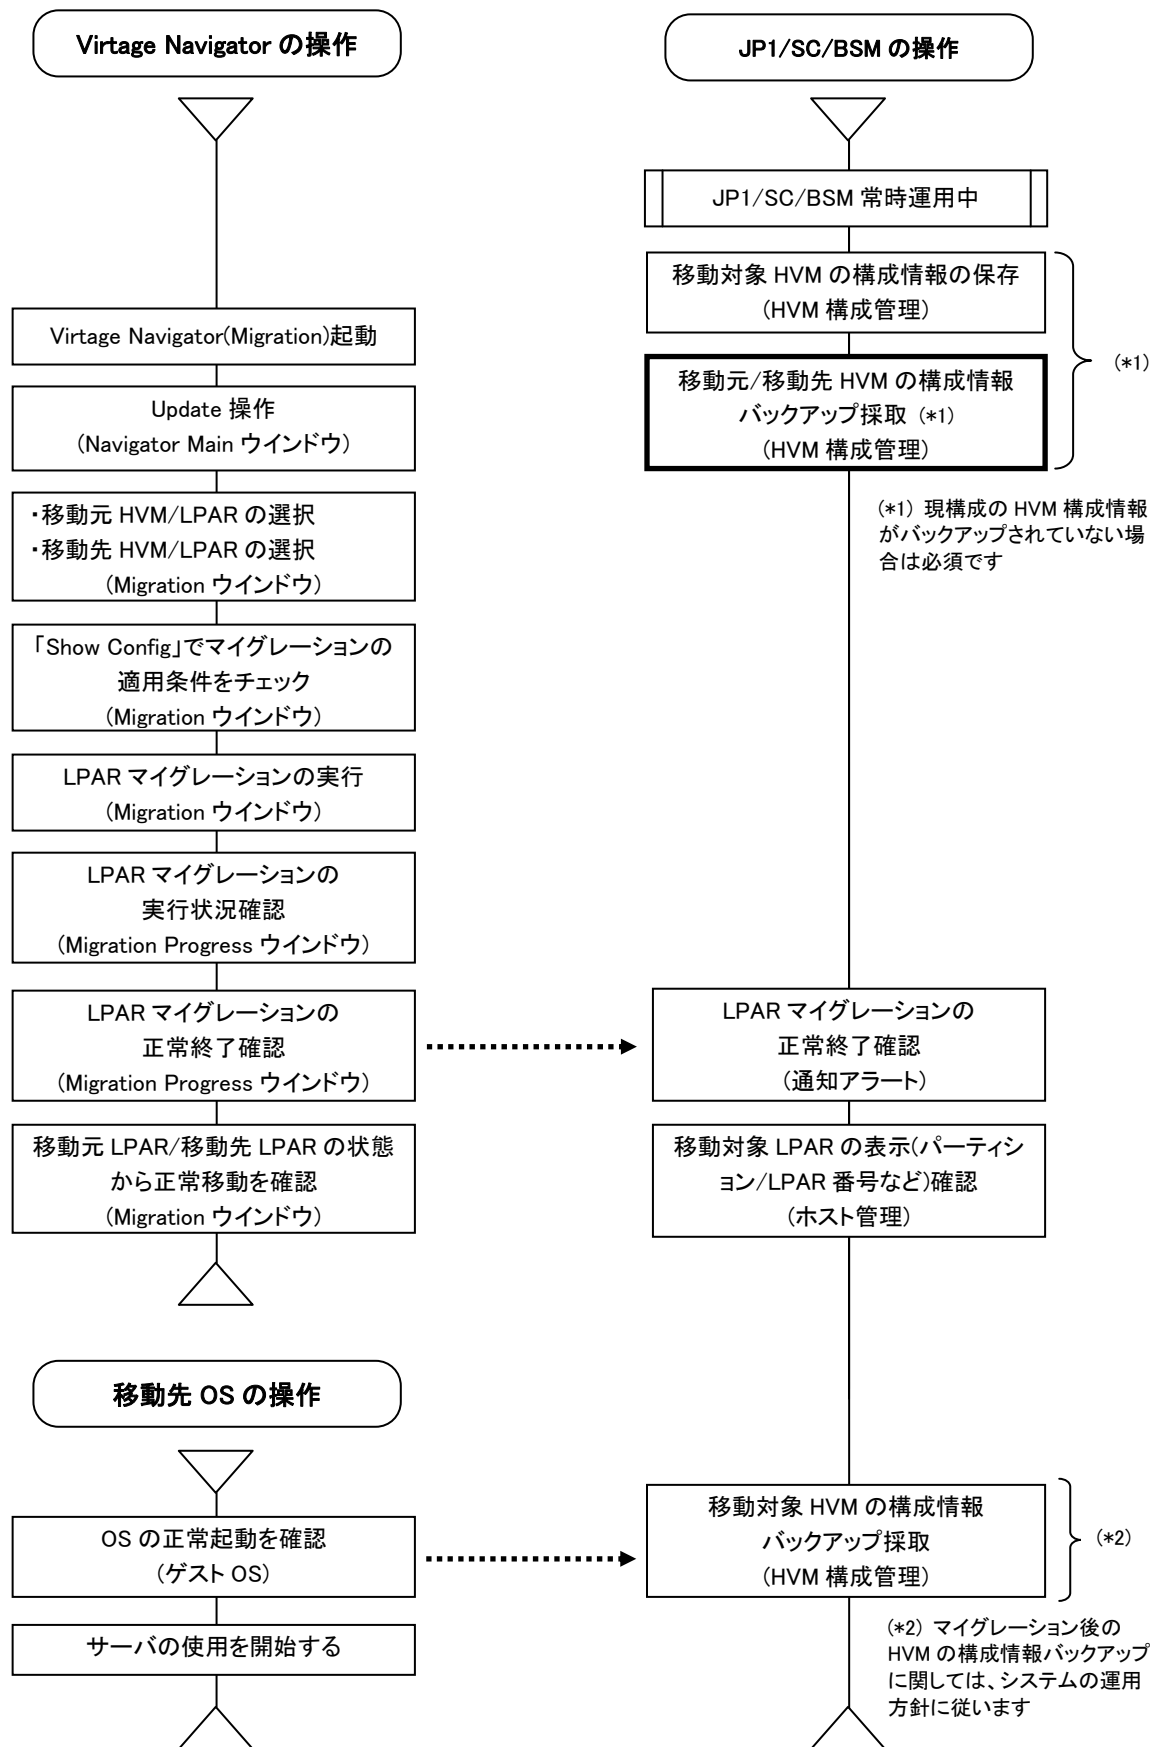 Virtage Navigator の操作
Virtage Navigator(Migration)起動
Update 操作
(Navigator Main ウインドウ)
・移動元 HVM/LPAR の選択
・移動先 HVM/LPAR の選択
(Migration ウインドウ)
「Show Config」でマイグレーションの
適用条件をチェック
(Migration ウインドウ)
LPAR マイグレーションの実行
(Migration ウインドウ)
LPAR マイグレーションの
実行状況確認
(Migration Progress ウインドウ)
LPAR マイグレーションの
正常終了確認
(Migration Progress ウインドウ)
移動元 LPAR/移動先 LPAR の状態
から正常移動を確認
(Migration ウインドウ)
移動先 OS の操作
OS の正常起動を確認
(ゲスト OS)
サーバの使用を開始する
JP1/SC/BSM の操作
JP1/SC/BSM 常時運用中
移動対象 HVM の構成情報の保存
(HVM 構成管理)
移動元/移動先 HVM の構成情報
バックアップ採取 (*1)
(HVM 構成管理)
(*1)
(*1) 現構成の HVM 構成情報
がバックアップされていない場
合は必須です
LPAR マイグレーションの
正常終了確認
(通知アラート)
移動対象 LPAR の表示(パーティシ
ョン/LPAR 番号など)確認
(ホスト管理)
移動対象 HVM の構成情報
バックアップ採取
(HVM 構成管理)
(*2)
(*2) マイグレーション後の
HVM の構成情報バックアップ
に関しては、システムの運用
方針に従います